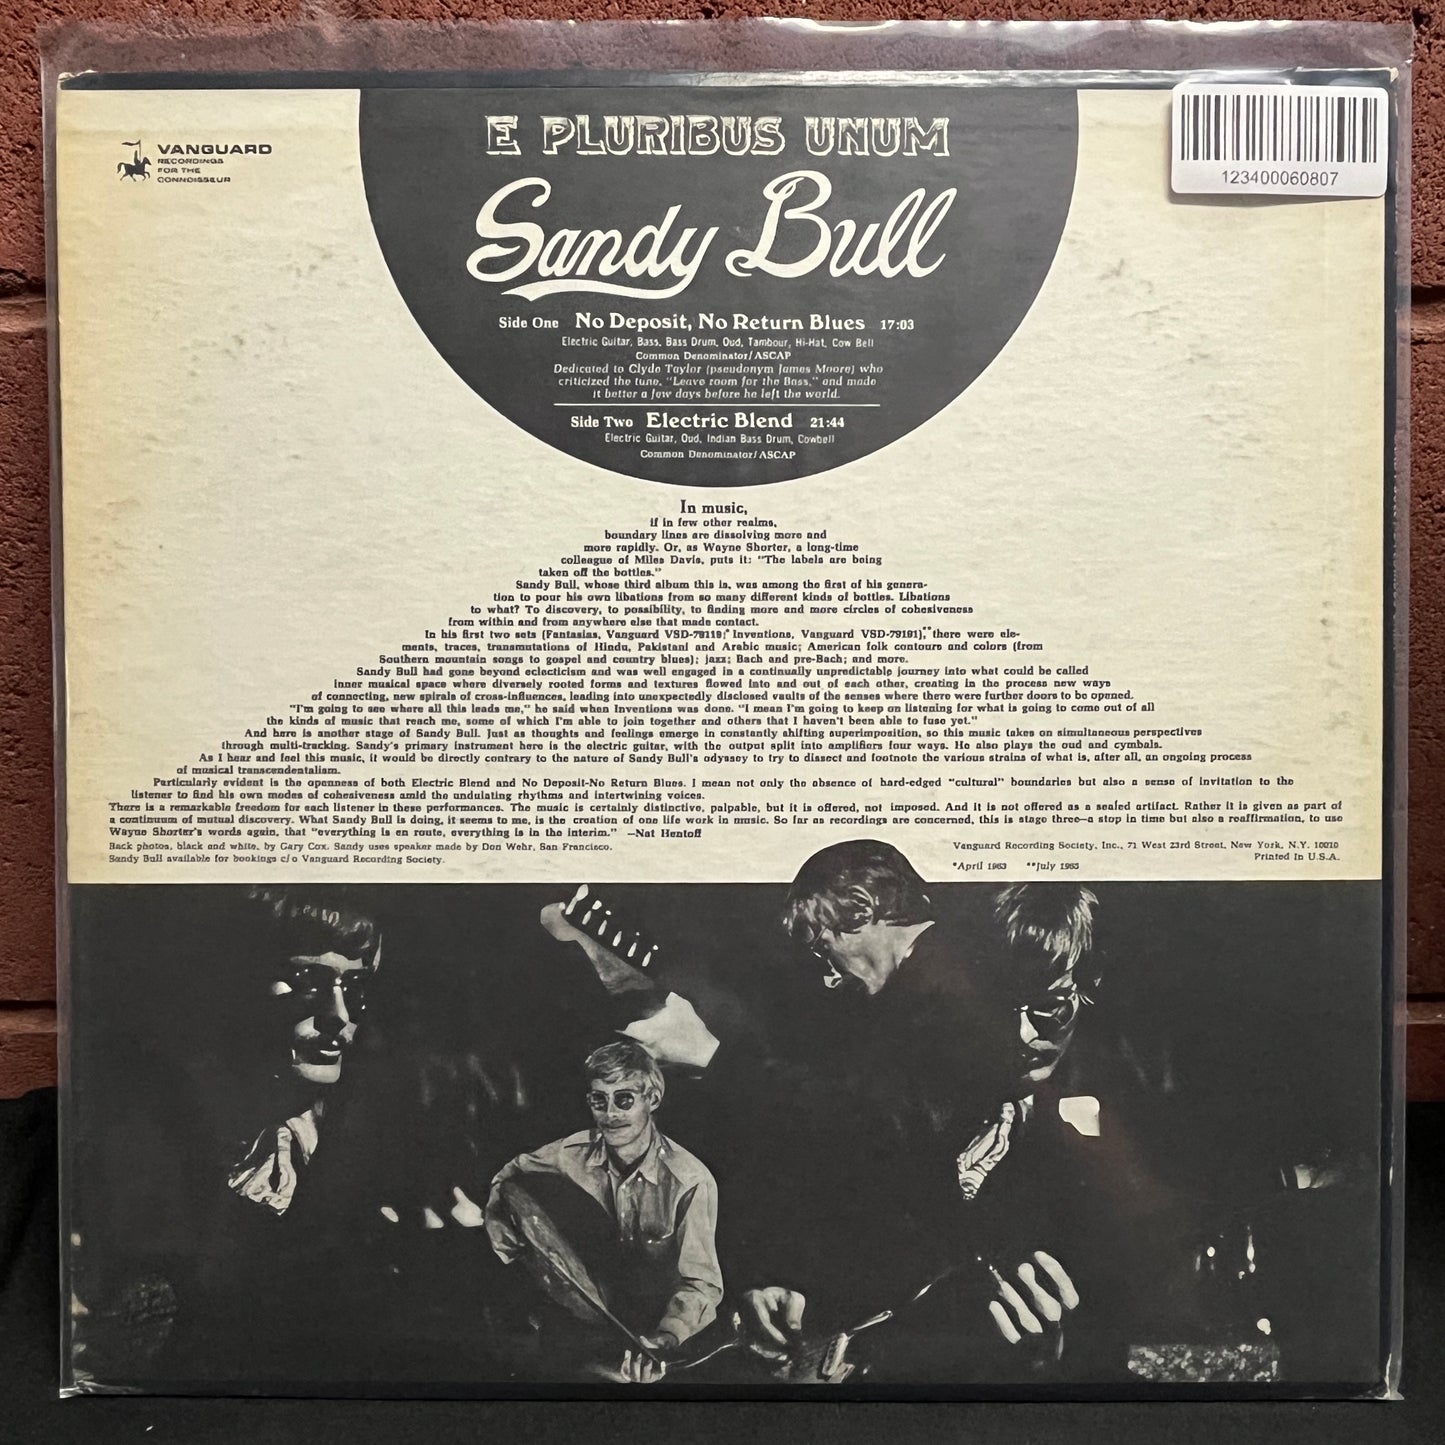 VANGUARD
RECORDINGS
FOR THE
CONNOISSEUR
E PLURIBUS UNUM
Sandy Bull
123400060807
Side One No Deposit, No Return Blues 17:03
Electric Guitar, Bass, Bass Drum, Oud, Tambour, Hi-Hat, Cow Bell
Common Denominator/ASCAP
Dedicated to Clyde Taylor (pseudonym James Moore) who
criticized the tune, "Leave room for the Bass," and made
it better a few days before he left the world.
Side Two Electric Blend 21:44
Electric Guitar, Oud, Indian Bass Drum, Cowbell
Common Denominator/ASCAP
In music,
if in few other realms,
boundary lines are dissolving more and
more rapidly. Or, as Wayne Shorter, a long-time
colleague of Miles Davis, puts it: "The labels are being
taken off the bottles."
Sandy Bull, whose third album this is, was among the first of his genera-
tion to pour his own libations from so many different kinds of bottles. Libations
to what? To discovery, to possibility, to finding more and more circles of cohesiveness
from within and from anywhere else that made contact.
In his first two sets (Fantasias, Vanguard VSD-79119;* Inventions, Vanguard VSD-79191),** there were ele-
ments, traces, transmutations of Hindu, Pakistani and Arabic music; American folk contours and colors (from
Southern mountain songs to gospel and country blues); jazz; Bach and pre-Bach; and more.
Sandy Bull had gone beyond eclecticism and was well engaged in a continually unpredictable journey into what could be called
inner musical space where diversely rooted forms and textures flowed into and out of each other, creating in the process new ways
of connecting, new spirals of cross-influences, leading into unexpectedly disclosed vaults of the senses where there were further doors to be opened.
"I'm going to see where all this leads me," he said when Inventions was done. "I mean I'm going to keep on listening for what is going to come out of all
the kinds of music that reach me, some of which I'm able to join together and others that I haven't been able to fuse yet."
And here is another stage of Sandy Bull. Just as thoughts and feelings emerge in constantly shifting superimposition, so this music takes on simultaneous perspectives
through multi-tracking. Sandy's primary instrument here is the electric guitar, with the output split into amplifiers four ways. He also plays the oud and cymbals.
As I hear and feel this music, it would be directly contrary to the nature of Sandy Bull's odyssey to try to dissect and footnote the various strains of what is, after all, an ongoing process
of musical transcendentalism.
Particularly evident is the openness of both Electric Blend and No Deposit-No Return Blues. I mean not only the absence of hard-edged "cultural" boundaries but also a sense of invitation to the
listener to find his own modes of cohesiveness amid the undulating rhythms and intertwining voices.
There is a remarkable freedom for each listener in these performances. The music is certainly distinctive, palpable, but it is offered, not imposed. And it is not offered as a sealed artifact. Rather it is given as part of
a continuum of mutual discovery. What Sandy Bull is doing, it seems to me, is the creation of one life work in music. So far as recordings are concerned, this is stage three—a stop in time but also a reaffirmation, to use
Wayne Shorter's words again, that "everything is en route, everything is in the interim." —Nat Hentoff
Back photos, black and white, by Gary Cox. Sandy uses speaker made by Don Wehr, San Francisco.
Sandy Bull available for bookings c/o Vanguard Recording Society.
Vanguard Recording Society, Inc., 71 West 23rd Street, New York, N.Y. 10010
Printed in U.S.A.
*April 1963 **July 1965